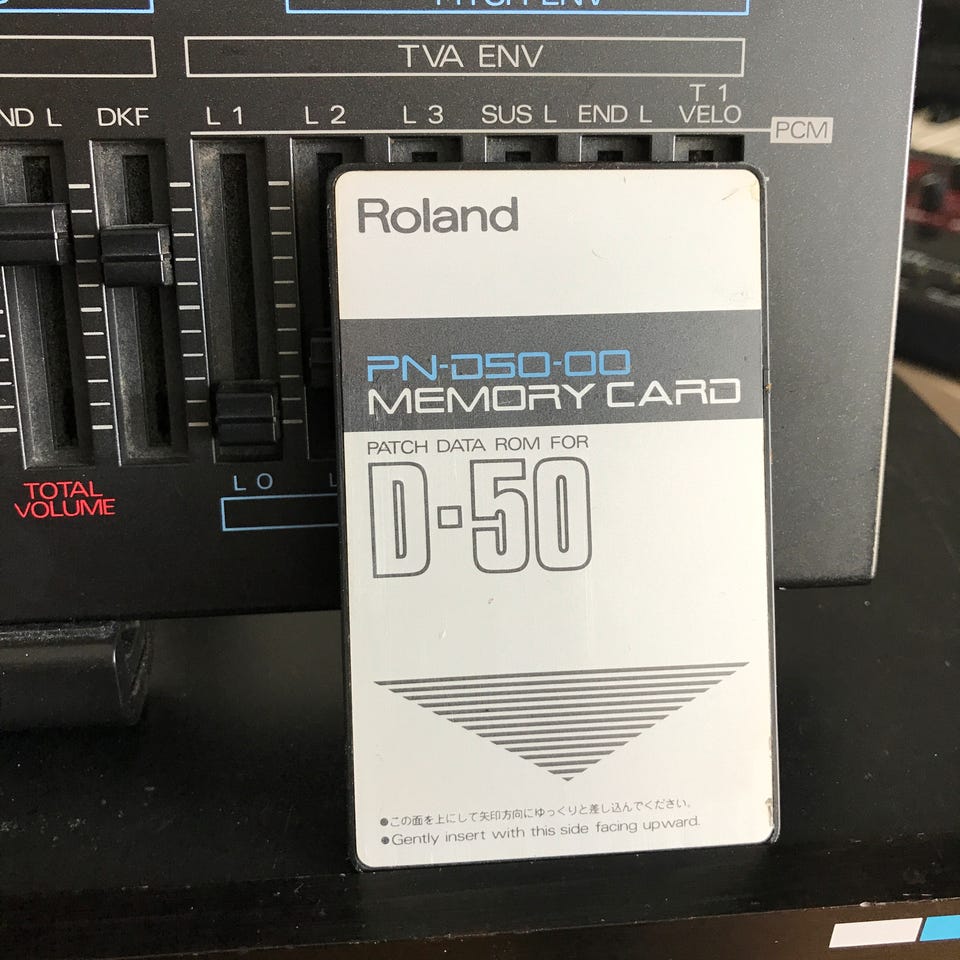 PITCH ENV
TVA ENV
ND L DKF L 1 L 2 L 3 SUS L END L T 1 VELO
PCM
Roland
PN-D50-00
MEMORY CARD
PATCH DATA ROM FOR
D-50
LO L
TOTAL
VOLUME
●この面を上にして矢印方向にゆっくりと差し込んでください。
●Gently insert with this side facing upward.